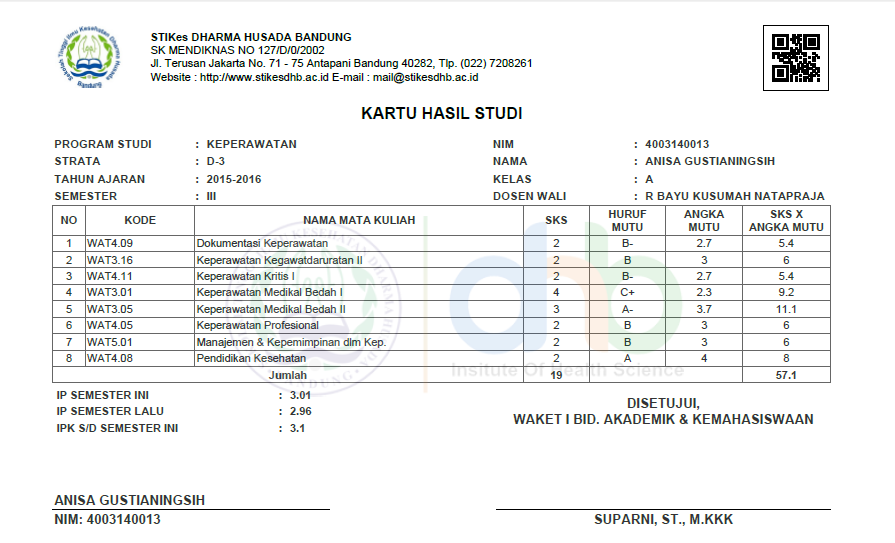 Sekolah Tinggi Ilmu Kesehatan Dharma Husada
Bandung
STIKes DHARMA HUSADA BANDUNG
SK MENDIKNAS NO 127/D/0/2002
Jl. Terusan Jakarta No. 71 - 75 Antapani Bandung 40282, Tlp. (022) 7208261
Website : http://www.stikesdhb.ac.id E-mail : mail@stikesdhb.ac.id
KARTU HASIL STUDI
PROGRAM STUDI : KEPERAWATAN NIM : 4003140013
STRATA : D-3 NAMA : ANISA GUSTIANINGSIH
TAHUN AJARAN : 2015-2016 KELAS : A
SEMESTER : III DOSEN WALI : R BAYU KUSUMAH NATAPRAJA
NO KODE NAMA MATA KULIAH SKS HURUF MUTU ANGKA MUTU SKS X ANGKA MUTU
1 WAT4.09 Dokumentasi Keperawatan 2 B- 2.7 5.4
2 WAT3.16 Keperawatan Kegawatdaruratan II 2 B 3 6
3 WAT4.11 Keperawatan Kritis I 2 B- 2.7 5.4
4 WAT3.01 Keperawatan Medikal Bedah I 4 C+ 2.3 9.2
5 WAT3.05 Keperawatan Medikal Bedah II 3 A- 3.7 11.1
6 WAT4.05 Keperawatan Profesional 2 B 3 6
7 WAT5.01 Manajemen & Kepemimpinan dlm Kep. 2 B 3 6
8 WAT4.08 Pendidikan Kesehatan 2 A 4 8
Jumlah 19 57.1
dhb
Institute Of Health Science
IP SEMESTER INI : 3.01
IP SEMESTER LALU : 2.96
IPK S/D SEMESTER INI : 3.1
DISETUJUI,
WAKET I BID. AKADEMIK & KEMAHASISWAAN
ANISA GUSTIANINGSIH
NIM: 4003140013
SUPARNI, ST., M.KKK